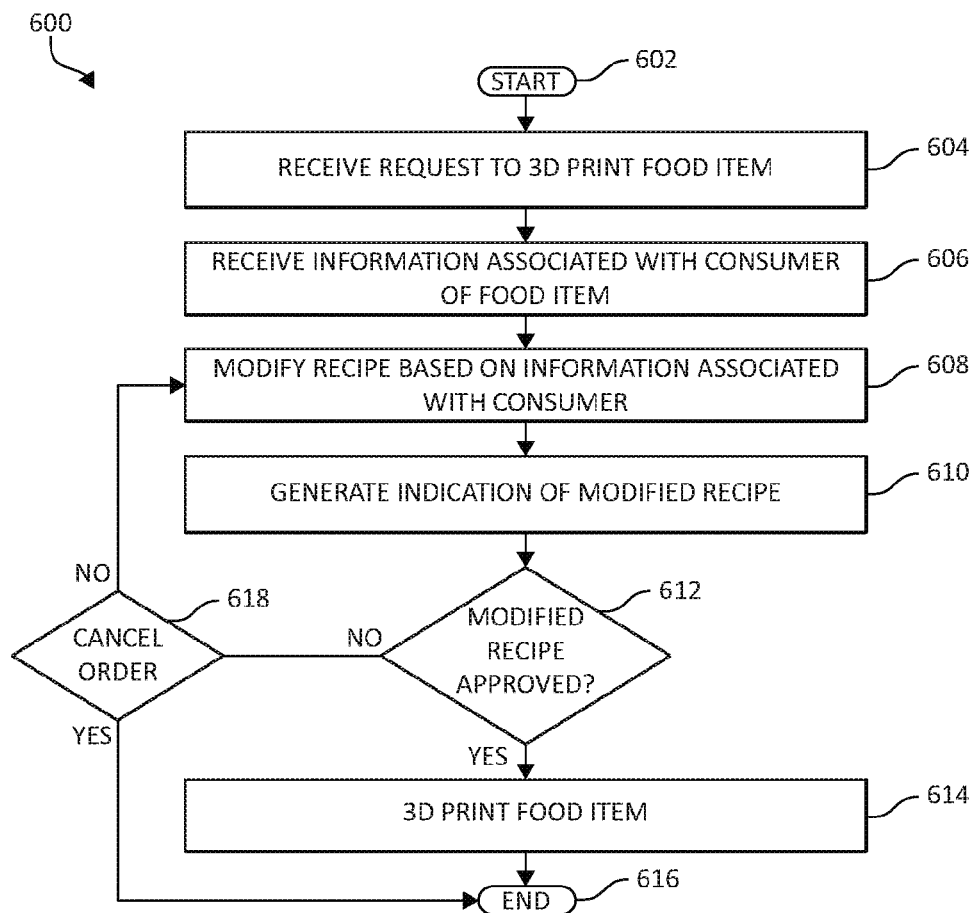 600
602
START
RECEIVE REQUEST TO 3D PRINT FOOD ITEM
604
RECEIVE INFORMATION ASSOCIATED WITH CONSUMER
OF FOOD ITEM
606
MODIFY RECIPE BASED ON INFORMATION ASSOCIATED
WITH CONSUMER
608
GENERATE INDICATION OF MODIFIED RECIPE
610
NO
618
CANCEL
ORDER
YES
NO
612
MODIFIED
RECIPE
APPROVED?
YES
3D PRINT FOOD ITEM
614
END
616